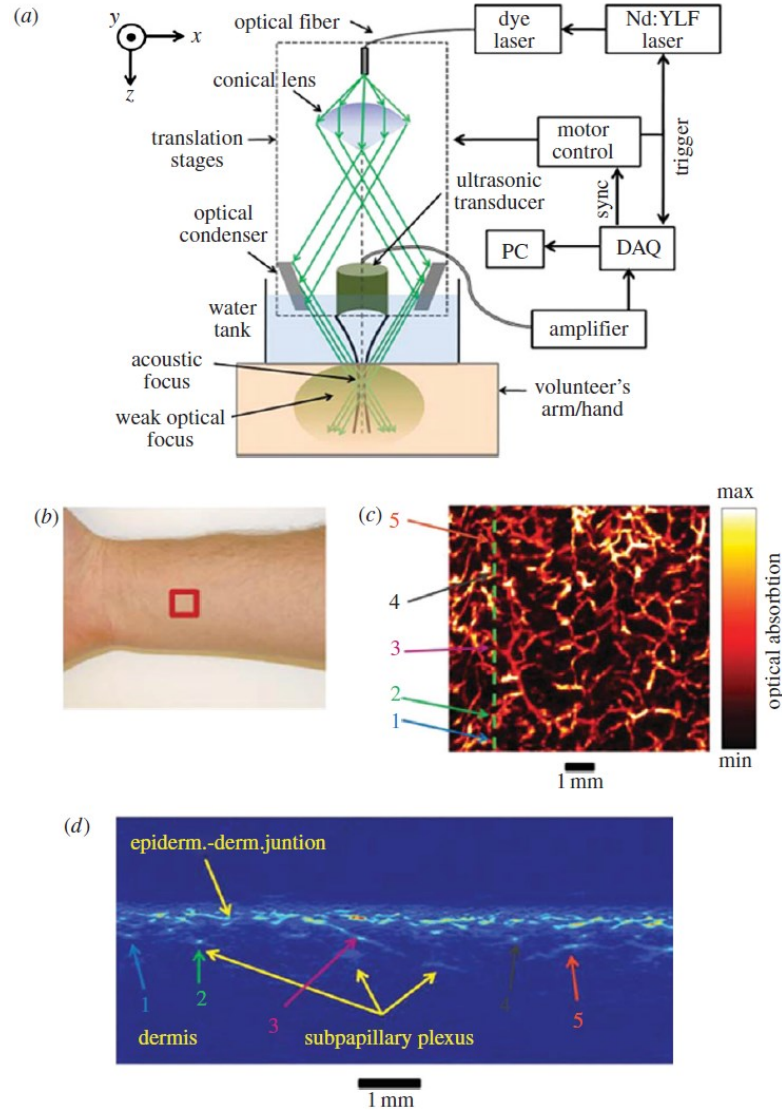 (a)
y
x
z
optical fiber
dye
laser
Nd:YLF
laser
conical lens
translation
stages
motor
control
trigger
sync
ultrasonic
transducer
optical
condenser
PC
DAQ
water
tank
amplifier
acoustic
focus
weak optical
focus
volunteer's
arm/hand
(b)
(c)
5
4
3
2
1
max
optical absorbtion
min
1 mm
(d)
epiderm.-derm.juntion
1
2
3
4
5
dermis
subpapillary plexus
1 mm